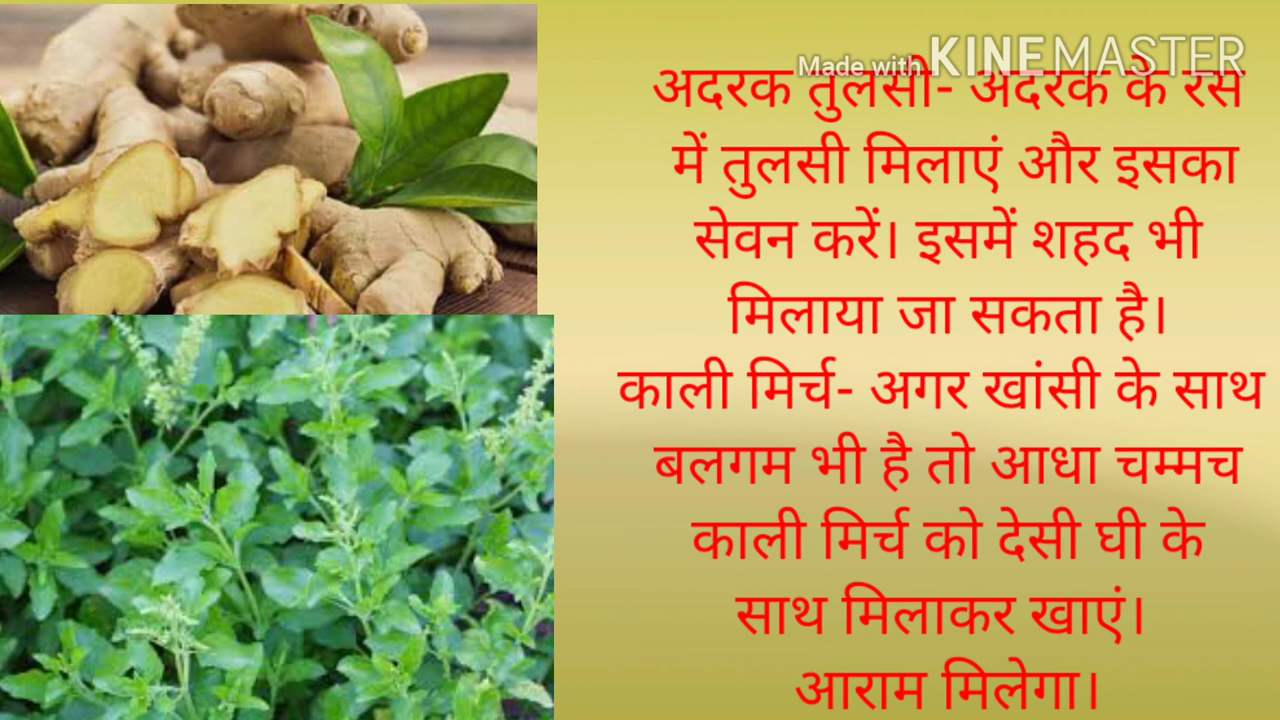 Made with KINEMASTER
अदरक तुलसी- अदरक के रस
में तुलसी मिलाएं और इसका
सेवन करें। इसमें शहद भी
मिलाया जा सकता है।
काली मिर्च- अगर खांसी के साथ
बलगम भी है तो आधा चम्मच
काली मिर्च को देसी घी के
साथ मिलाकर खाएं।
आराम मिलेगा।